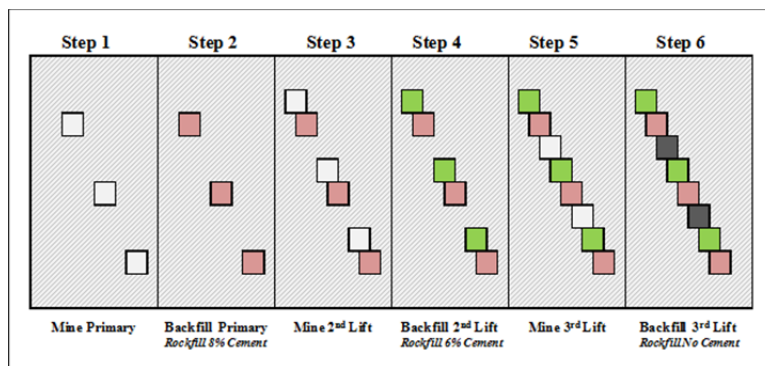 Step 1
Step 2
Step 3
Step 4
Step 5
Step 6
Mine Primary
Backfill Primary
Rockfill 8% Cement
Mine 2nd Lift
Backfill 2nd Lift
Rockfill 6% Cement
Mine 3rd Lift
Backfill 3rd Lift
Rockfill No Cement